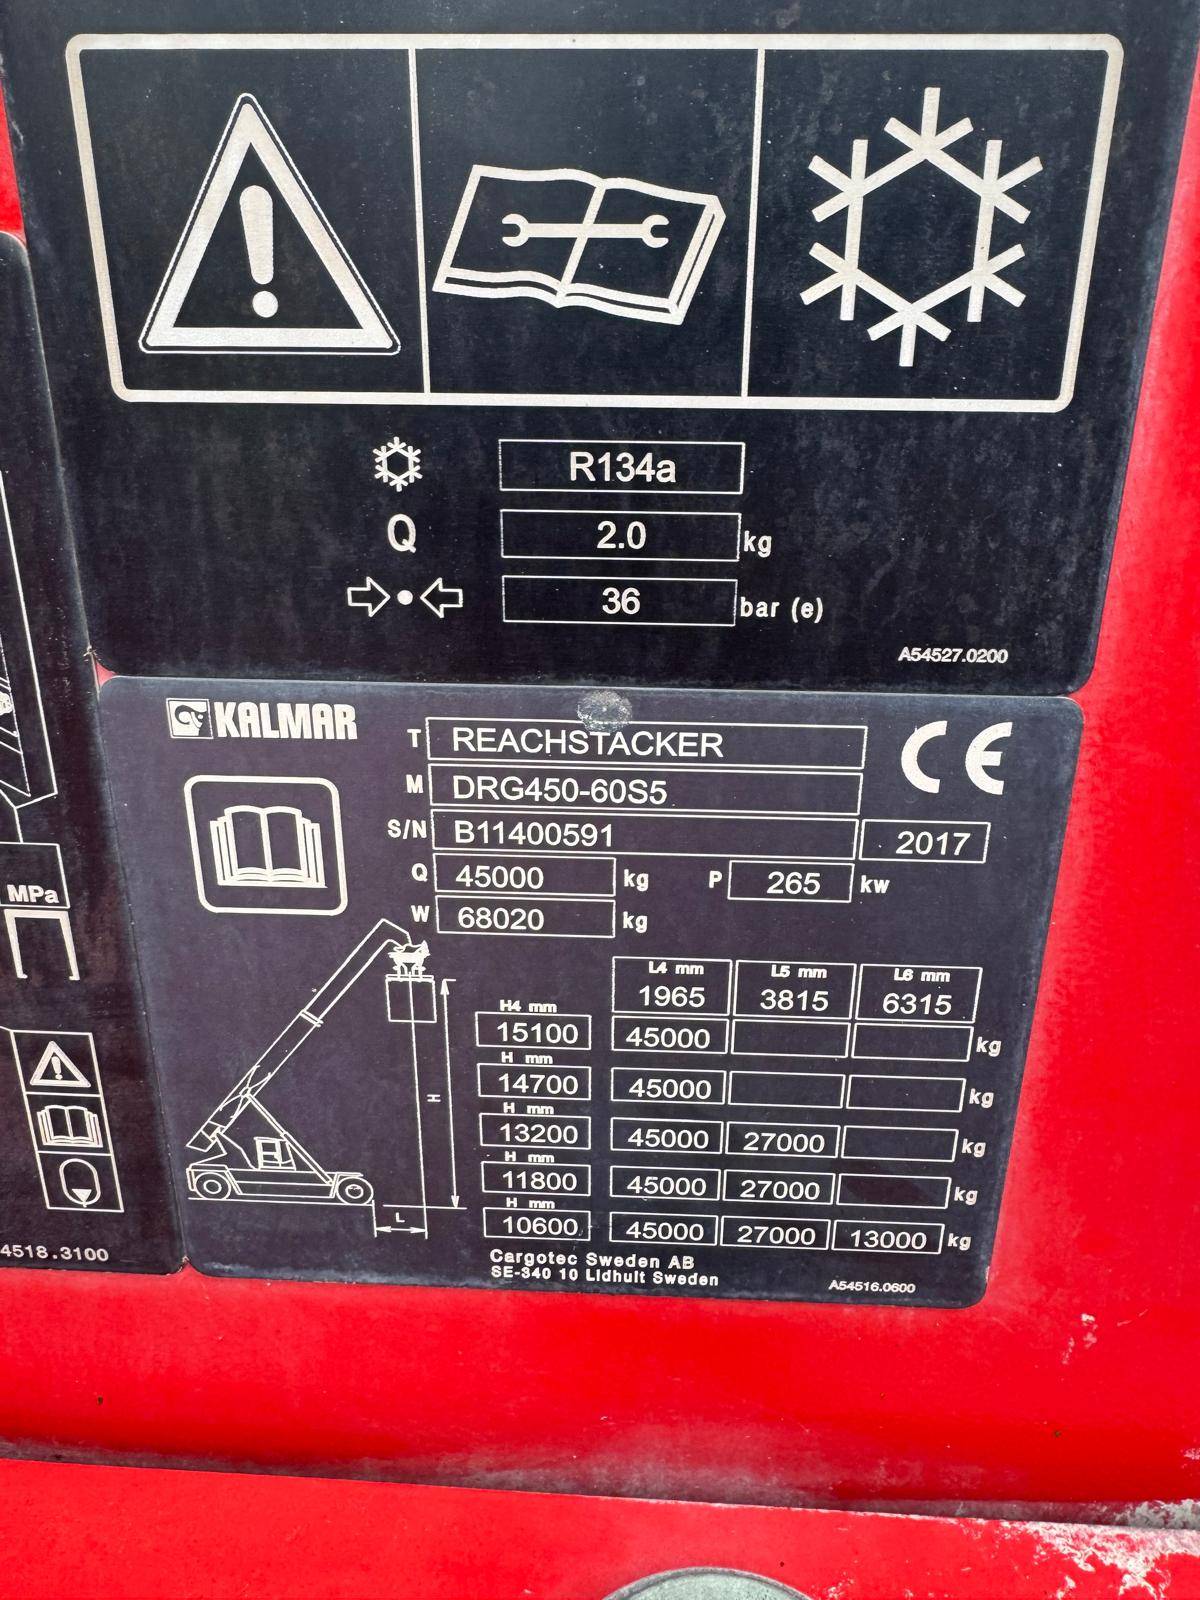 R134a
Q 2.0 kg
36 bar (e)
A54527.0200
KALMAR
CE
T REACHSTACKER
M DRG450-60S5
S/N B11400591 2017
Q 45000 kg P 265 kw
W 68020 kg
L4 mm L5 mm L6 mm
1965 3815 6315
H4 mm
15100 45000 kg
H mm
14700 45000 kg
H mm
13200 45000 27000 kg
H mm
11800 45000 27000 kg
H mm
10600 45000 27000 13000 kg
H
L
Cargotec Sweden AB
SE-340 10 Lidhult Sweden
A54516.0600
MPa
4518.3100